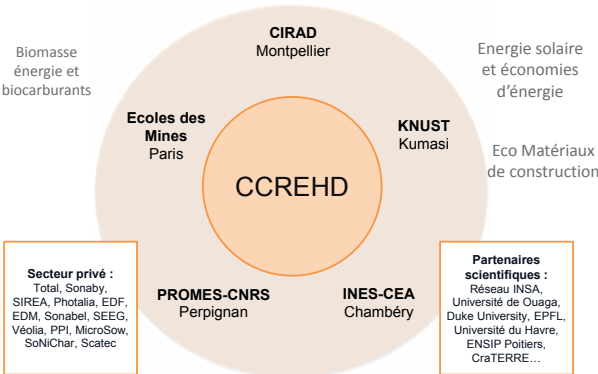 CIRAD
Montpellier
Biomasse
énergie et
biocarburants
Energie solaire
et économies
d'énergie
Ecoles des
Mines
Paris
KNUST
Kumasi
Eco Matériaux
de construction
CCREHD
Secteur privé :
Total, Sonaby,
SIREA, Photalia, EDF,
EDM, Sonabel, SEEG,
Véolia, PPI, MicroSow,
SoNiChar, Scatec
PROMES-CNRS
Perpignan
INES-CEA
Chambéry
Partenaires
scientifiques :
Réseau INSA,
Université de Ouaga,
Duke University, EPFL,
Université du Havre,
ENSIP Poitiers,
CraTERRE…